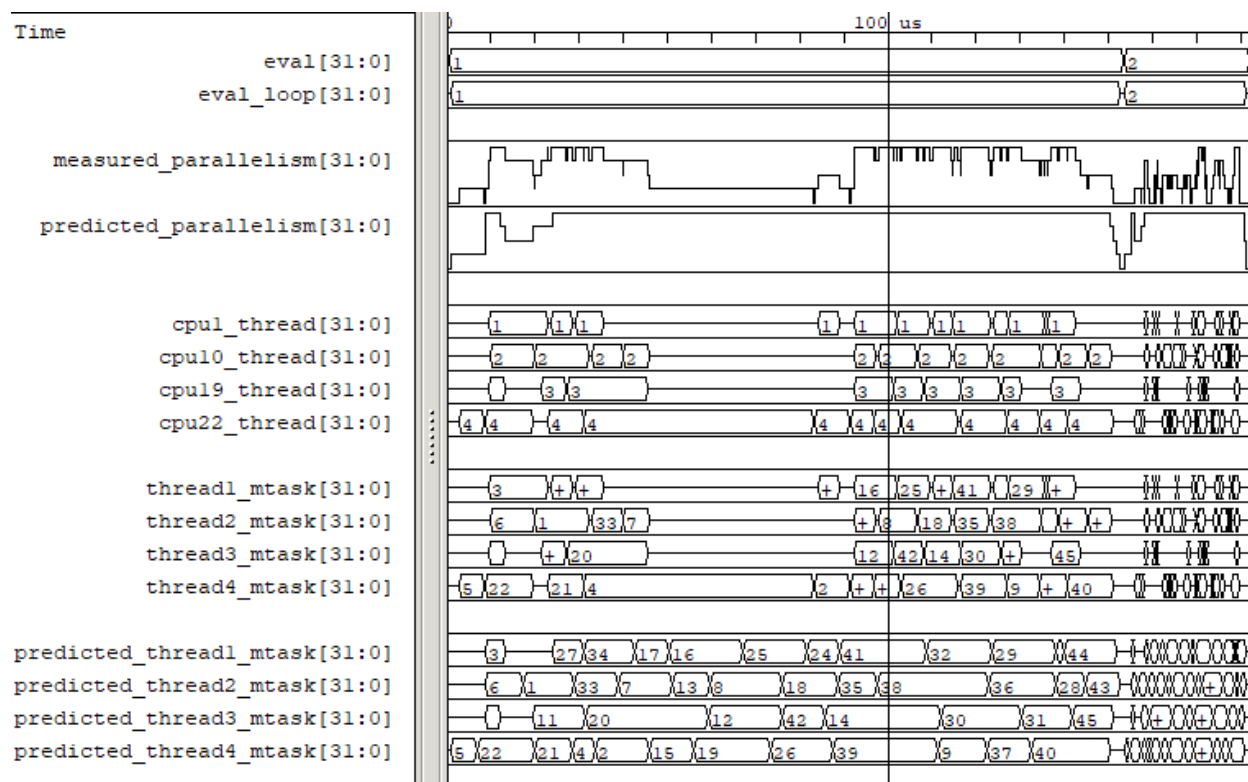 Time
100 us
eval[31:0] 1 2
eval_loop[31:0] 1 2
measured_parallelism[31:0]
predicted_parallelism[31:0]
cpu1_thread[31:0] 1 1 1 1 1 1 1 1 1 1
cpu10_thread[31:0] 2 2 2 2 2 2 2 2 2 2 2
cpu19_thread[31:0] 3 3 3 3 3 3 3 3
cpu22_thread[31:0] 4 4 4 4 4 4 4 4 4 4 4 4
thread1_mtask[31:0] 3 + + + 16 25 + 41 29 +
thread2_mtask[31:0] 6 1 33 7 + 8 18 35 38 + +
thread3_mtask[31:0] + 20 12 42 14 30 + 45
thread4_mtask[31:0] 5 22 21 4 2 + + 26 39 9 + 40
predicted_thread1_mtask[31:0] 3 27 34 17 16 25 24 41 32 29 44
predicted_thread2_mtask[31:0] 6 1 33 7 13 8 18 35 38 36 28 43 +
predicted_thread3_mtask[31:0] 11 20 12 42 14 30 31 45 + +
predicted_thread4_mtask[31:0] 5 22 21 4 2 15 19 26 39 9 37 40 +